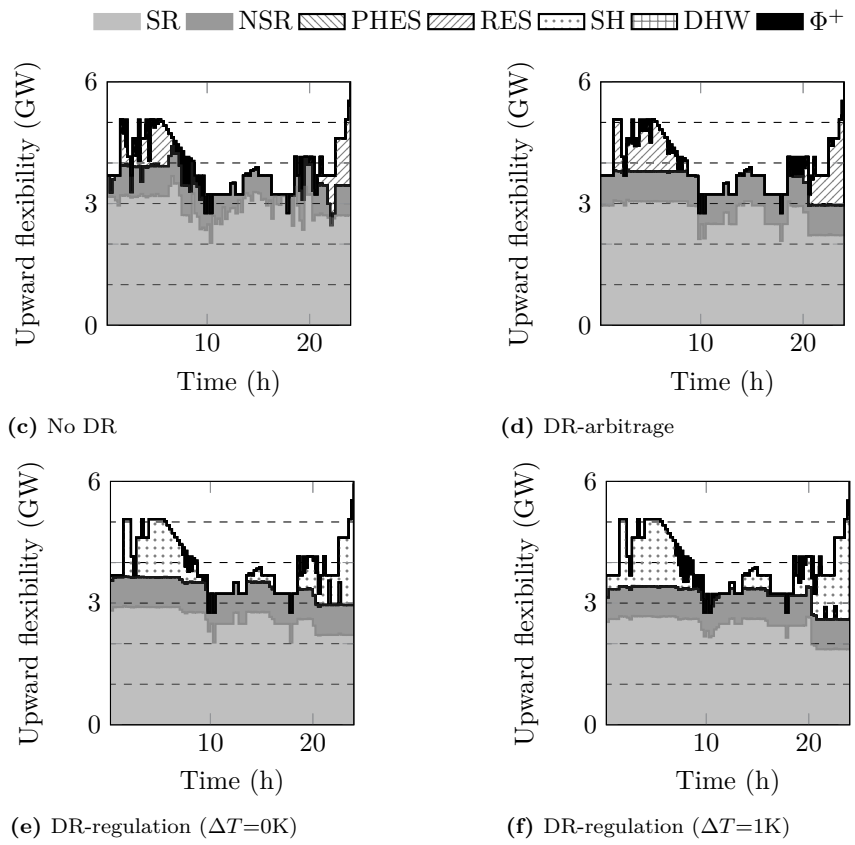 SR NSR PHES RES SH DHW Φ⁺
Upward flexibility (GW)
6
3
0
10 20
Time (h)
(c) No DR
Upward flexibility (GW)
6
3
0
10 20
Time (h)
(d) DR-arbitrage
Upward flexibility (GW)
6
3
0
10 20
Time (h)
(e) DR-regulation (ΔT=0K)
Upward flexibility (GW)
6
3
0
10 20
Time (h)
(f) DR-regulation (ΔT=1K)